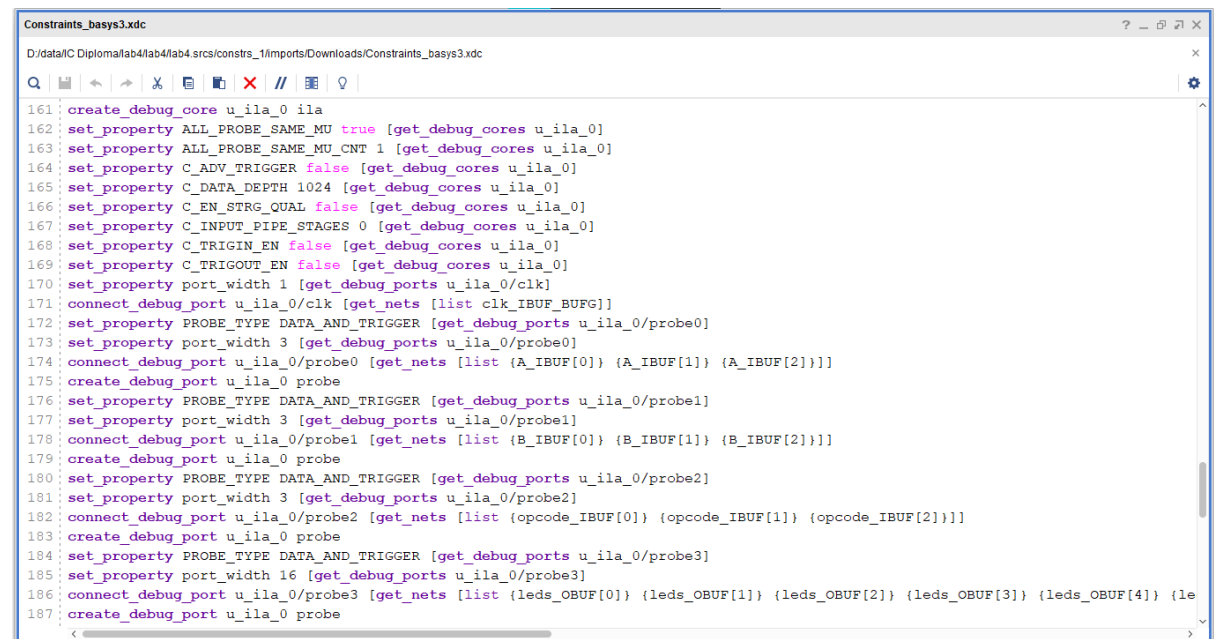 Constraints_basys3.xdc
D:/data/IC Diploma/lab4/lab4/lab4.srcs/constrs_1/imports/Downloads/Constraints_basys3.xdc
161 create_debug_core u_ila_0 ila
162 set_property ALL_PROBE_SAME_MU true [get_debug_cores u_ila_0]
163 set_property ALL_PROBE_SAME_MU_CNT 1 [get_debug_cores u_ila_0]
164 set_property C_ADV_TRIGGER false [get_debug_cores u_ila_0]
165 set_property C_DATA_DEPTH 1024 [get_debug_cores u_ila_0]
166 set_property C_EN_STRG_QUAL false [get_debug_cores u_ila_0]
167 set_property C_INPUT_PIPE_STAGES 0 [get_debug_cores u_ila_0]
168 set_property C_TRIGIN_EN false [get_debug_cores u_ila_0]
169 set_property C_TRIGOUT_EN false [get_debug_cores u_ila_0]
170 set_property port_width 1 [get_debug_ports u_ila_0/clk]
171 connect_debug_port u_ila_0/clk [get_nets [list clk_IBUF_BUFG]]
172 set_property PROBE_TYPE DATA_AND_TRIGGER [get_debug_ports u_ila_0/probe0]
173 set_property port_width 3 [get_debug_ports u_ila_0/probe0]
174 connect_debug_port u_ila_0/probe0 [get_nets [list {A_IBUF[0]} {A_IBUF[1]} {A_IBUF[2]}]]
175 create_debug_port u_ila_0 probe
176 set_property PROBE_TYPE DATA_AND_TRIGGER [get_debug_ports u_ila_0/probe1]
177 set_property port_width 3 [get_debug_ports u_ila_0/probe1]
178 connect_debug_port u_ila_0/probe1 [get_nets [list {B_IBUF[0]} {B_IBUF[1]} {B_IBUF[2]}]]
179 create_debug_port u_ila_0 probe
180 set_property PROBE_TYPE DATA_AND_TRIGGER [get_debug_ports u_ila_0/probe2]
181 set_property port_width 3 [get_debug_ports u_ila_0/probe2]
182 connect_debug_port u_ila_0/probe2 [get_nets [list {opcode_IBUF[0]} {opcode_IBUF[1]} {opcode_IBUF[2]}]]
183 create_debug_port u_ila_0 probe
184 set_property PROBE_TYPE DATA_AND_TRIGGER [get_debug_ports u_ila_0/probe3]
185 set_property port_width 16 [get_debug_ports u_ila_0/probe3]
186 connect_debug_port u_ila_0/probe3 [get_nets [list {leds_OBUF[0]} {leds_OBUF[1]} {leds_OBUF[2]} {leds_OBUF[3]} {leds_OBUF[4]} {le
187 create_debug_port u_ila_0 probe